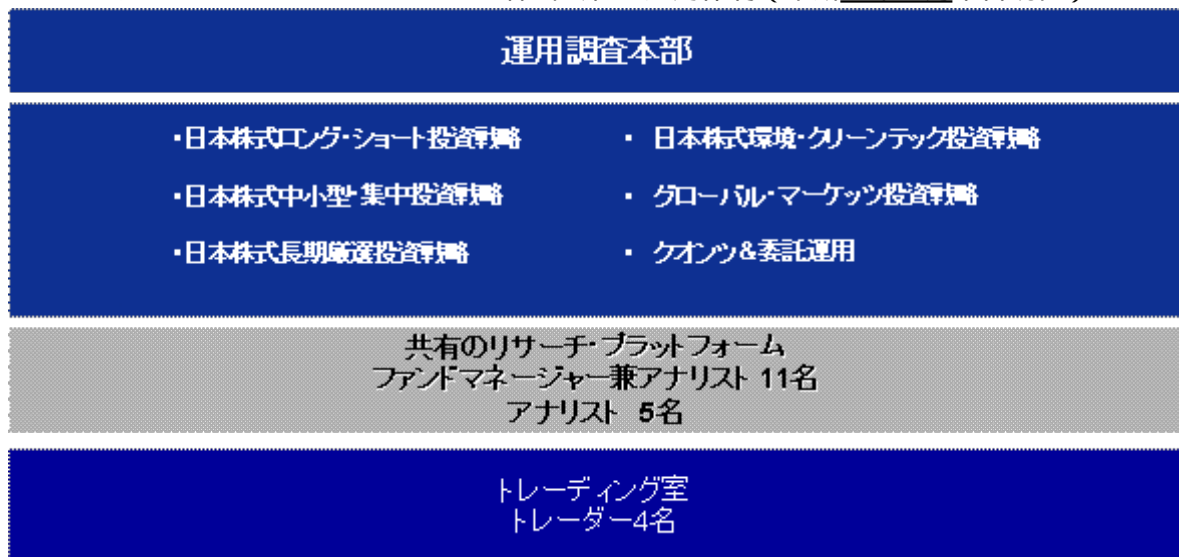 運用調査本部
・日本株式ロング・ショート投資戦略
・日本株式環境・クリーンテック投資戦略
・日本株式中小型・集中投資戦略
・グローバル・マーケッツ投資戦略
・日本株式長期厳選投資戦略
・クオンツ&委託運用
共有のリサーチ・プラットフォーム
ファンドマネージャー兼アナリスト 11名
アナリスト 5名
トレーディング室
トレーダー4名